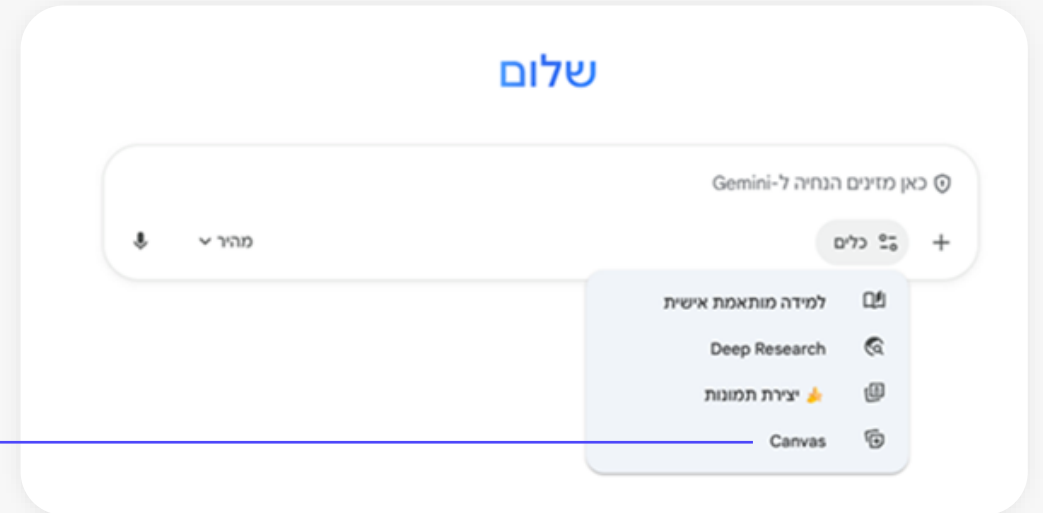 שלום
כאן מזינים הנחיה ל-Gemini
כלים
מהיר
למידה מותאמת אישית
Deep Research
יצירת תמונות
Canvas